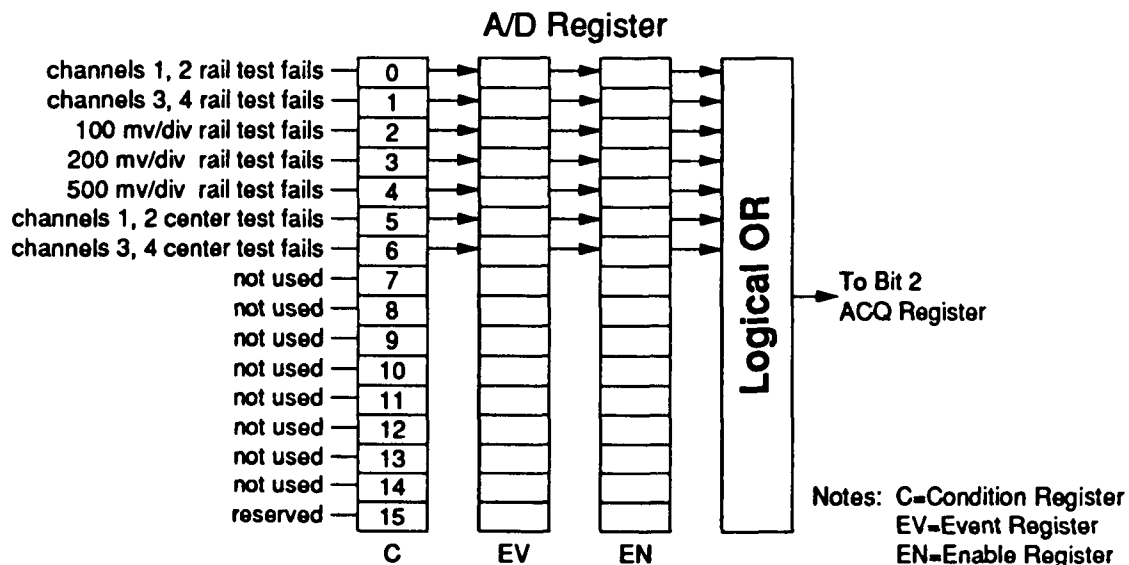 A/D Register
channels 1, 2 rail test fails 0
channels 3, 4 rail test fails 1
100 mv/div rail test fails 2
200 mv/div rail test fails 3
500 mv/div rail test fails 4
channels 1, 2 center test fails 5
channels 3, 4 center test fails 6
not used 7
not used 8
not used 9
not used 10
not used 11
not used 12
not used 13
not used 14
reserved 15
C EV EN
Logical OR
To Bit 2
ACQ Register
Notes: C=Condition Register
EV=Event Register
EN=Enable Register